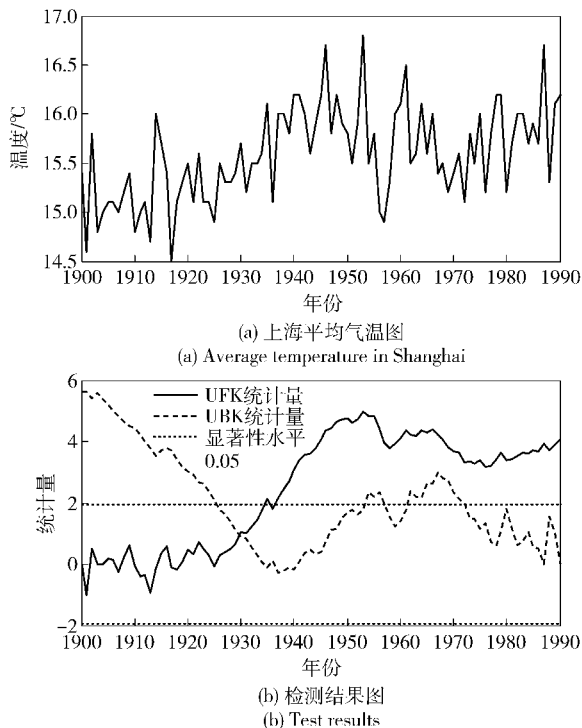 17.0
16.5
16.0
15.5
15.0
14.5
温度/℃
1900 1910 1920 1930 1940 1950 1960 1970 1980 1990
年份
(a) 上海平均气温图
(a) Average temperature in Shanghai
6
4
2
0
-2
统计量
UFK统计量
UBK统计量
显著性水平
0.05
1900 1910 1920 1930 1940 1950 1960 1970 1980 1990
年份
(b) 检测结果图
(b) Test results